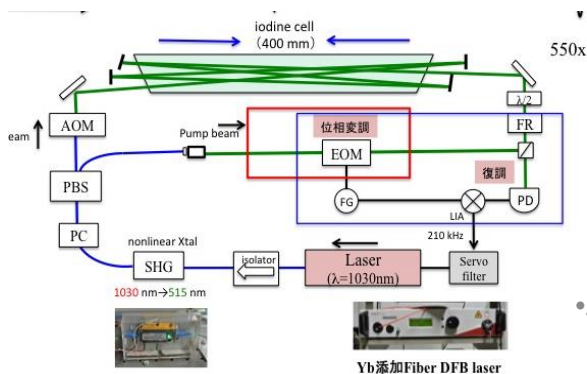 iodine cell
(400 mm)
550x
λ/2
AOM
FR
eam
Pump beam
位相変調
EOM
復調
PBS
FG
PD
LIA
PC
210 kHz
nonlinear Xtal
SHG
isolator
Laser
(λ=1030nm)
Servo
filter
1030 nm→515 nm
Yb添加Fiber DFB laser